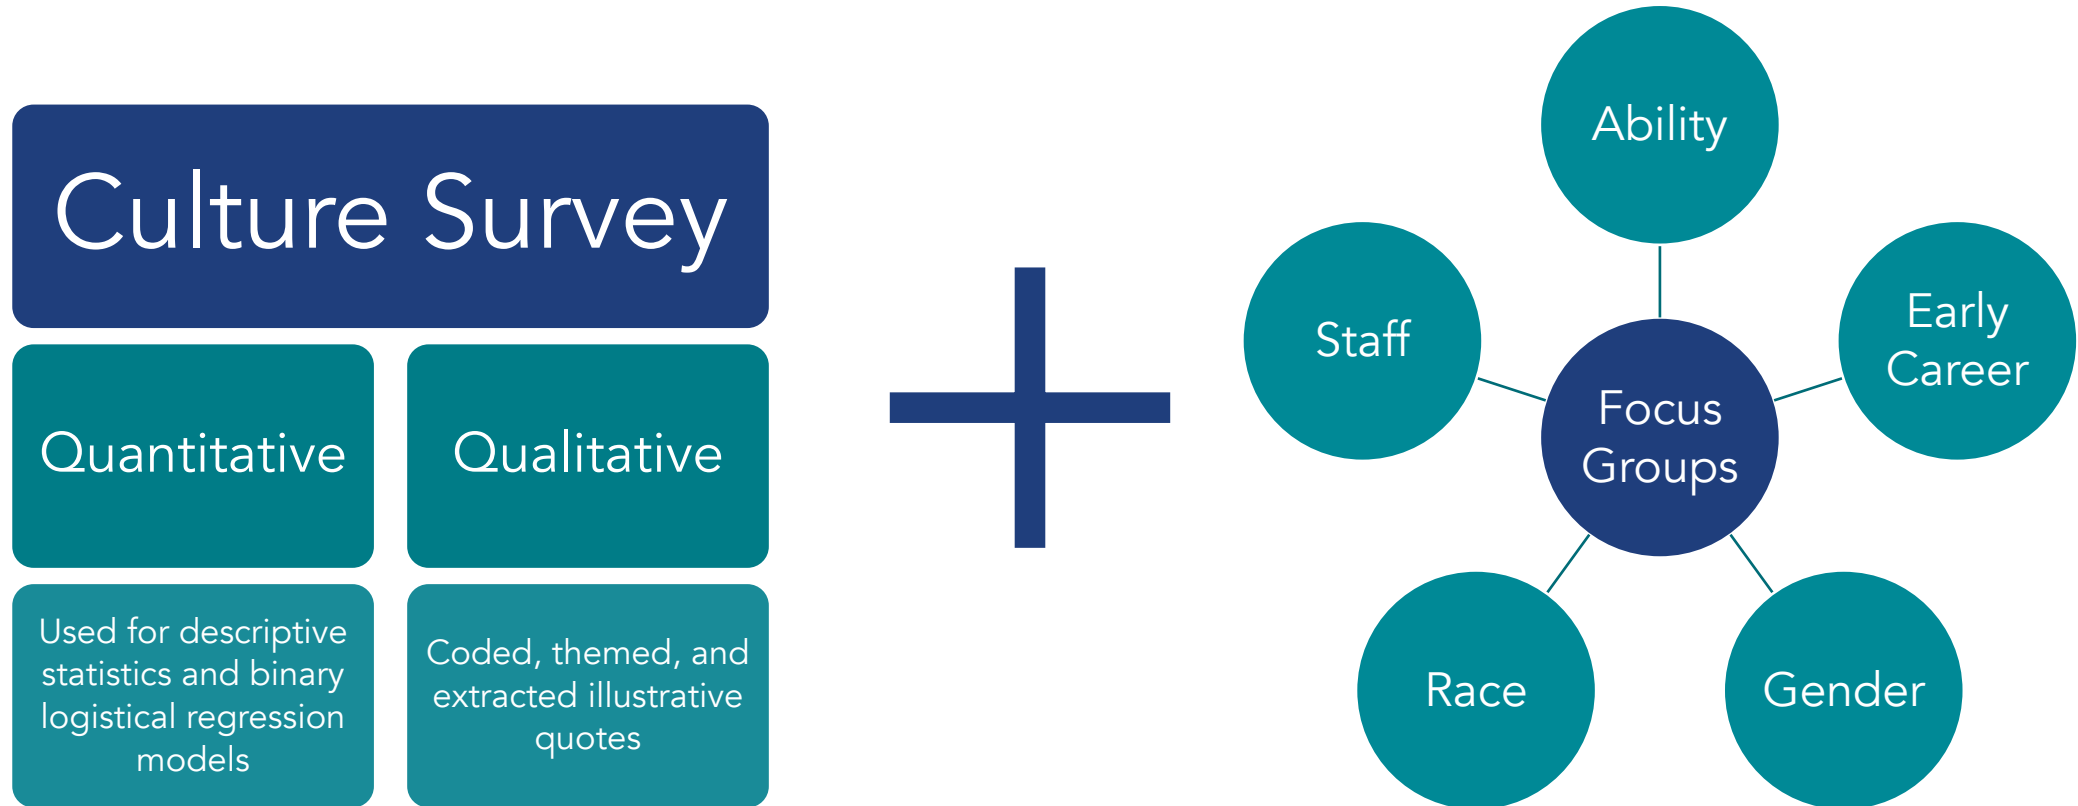 Culture Survey
Quantitative
Qualitative
Used for descriptive
statistics and binary
logistical regression
models
Coded, themed, and
extracted illustrative
quotes
Ability
Staff
Early
Career
Focus
Groups
Race
Gender